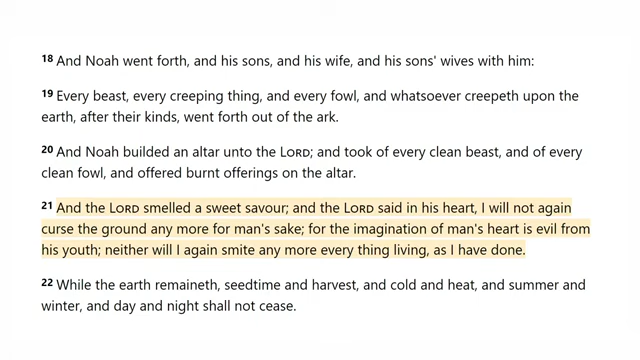 18 And Noah went forth, and his sons, and his wife, and his sons' wives with him:
19 Every beast, every creeping thing, and every fowl, and whatsoever creepeth upon the
earth, after their kinds, went forth out of the ark.
20 And Noah builded an altar unto the LORD; and took of every clean beast, and of every
clean fowl, and offered burnt offerings on the altar.
21 And the LORD smelled a sweet savour; and the LORD said in his heart, I will not again
curse the ground any more for man's sake; for the imagination of man's heart is evil from
his youth; neither will I again smite any more every thing living, as I have done.
22 While the earth remaineth, seedtime and harvest, and cold and heat, and summer and
winter, and day and night shall not cease.